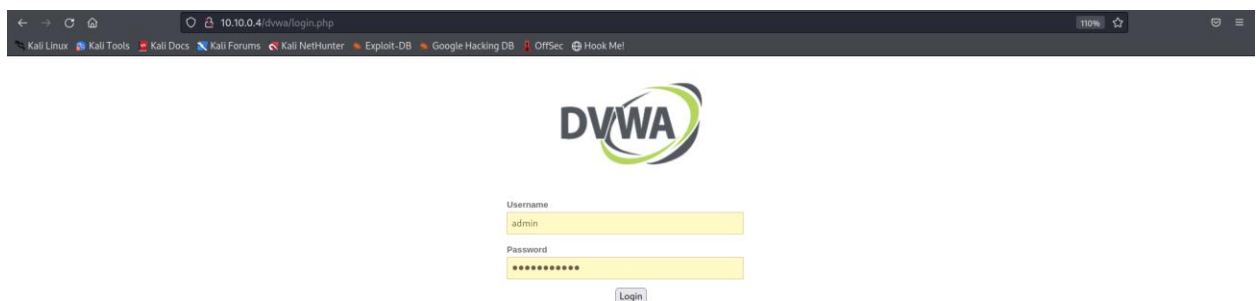 10.10.0.4/dvwa/login.php 110%
Kali Linux Kali Tools Kali Docs Kali Forums Kali NetHunter Exploit-DB Google Hacking DB OffSec Hook Me!
DVWA
Username
admin
Password
•••••••••••
Login